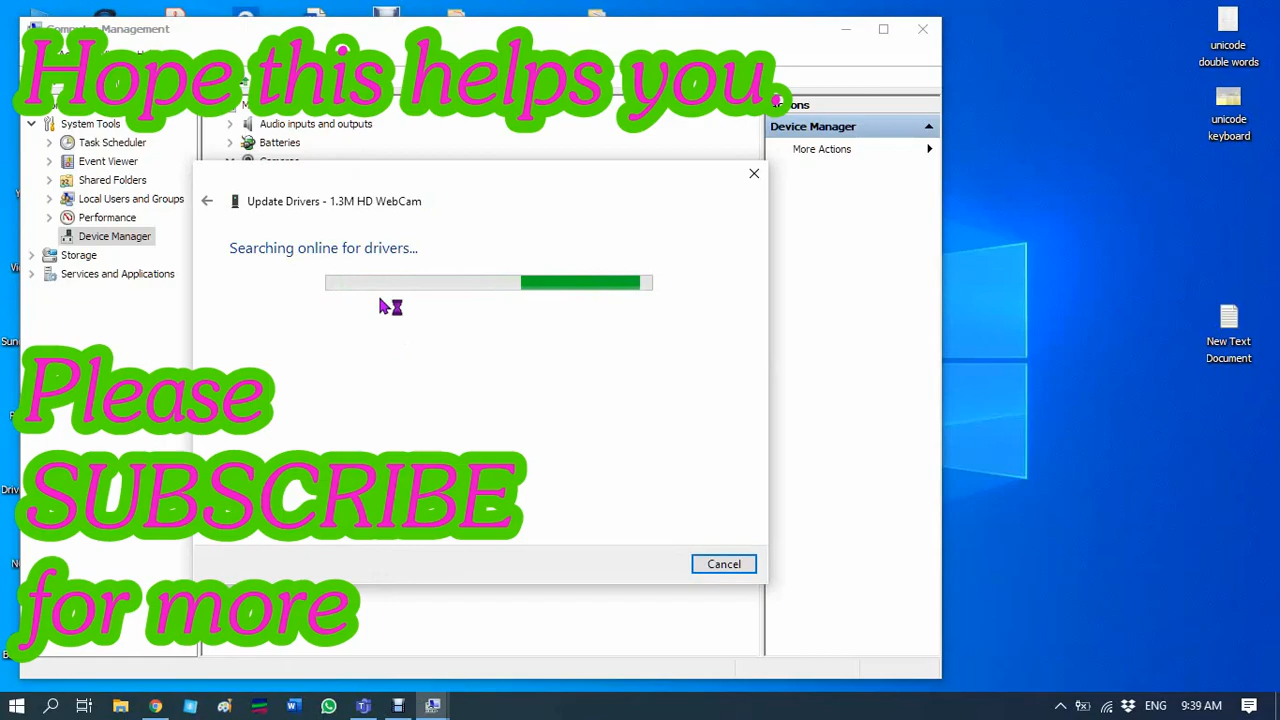 Computer Management
Hope this helps you.
System Tools
Task Scheduler
Event Viewer
Shared Folders
Local Users and Groups
Performance
Device Manager
Storage
Services and Applications
Audio inputs and outputs
Batteries
Cameras
Device Manager
More Actions
Update Drivers - 1.3M HD WebCam
Searching online for drivers...
Cancel
Please
SUBSCRIBE
for more
unicode
double words
unicode
keyboard
New Text
Document
ENG
9:39 AM